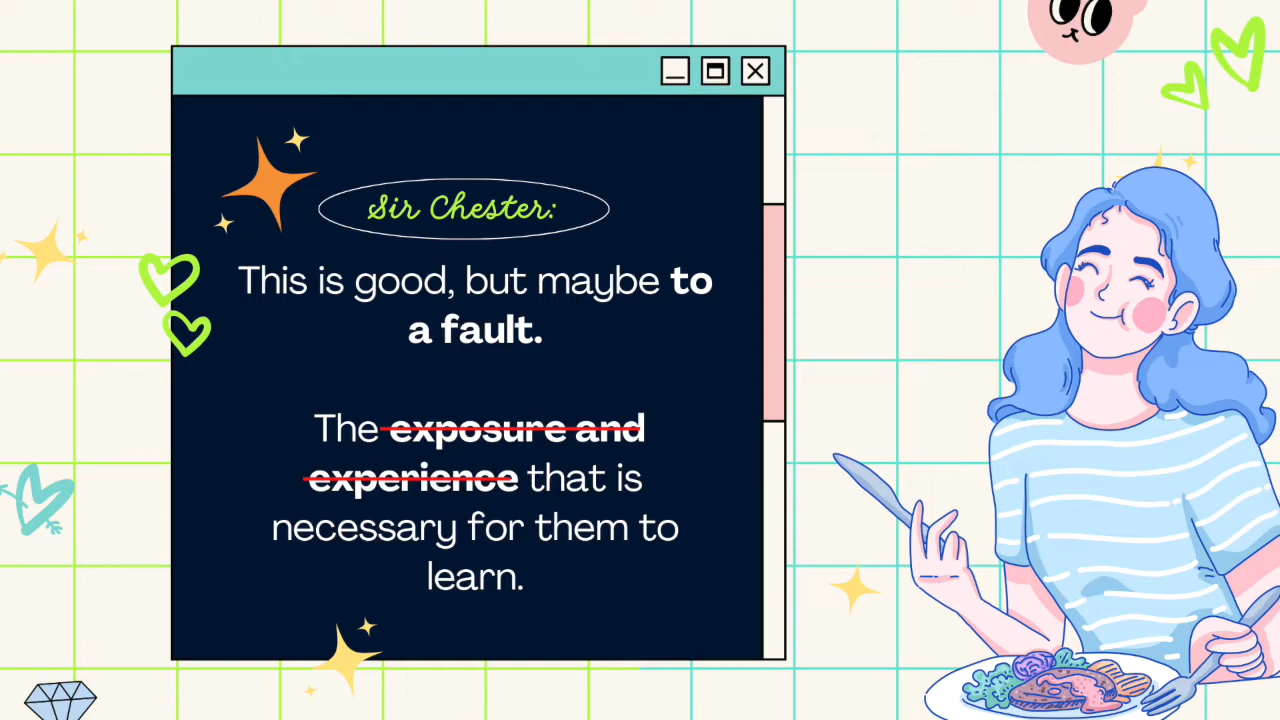 Sir Chester:
This is good, but maybe to
a fault.
The exposure and
experience that is
necessary for them to
learn.